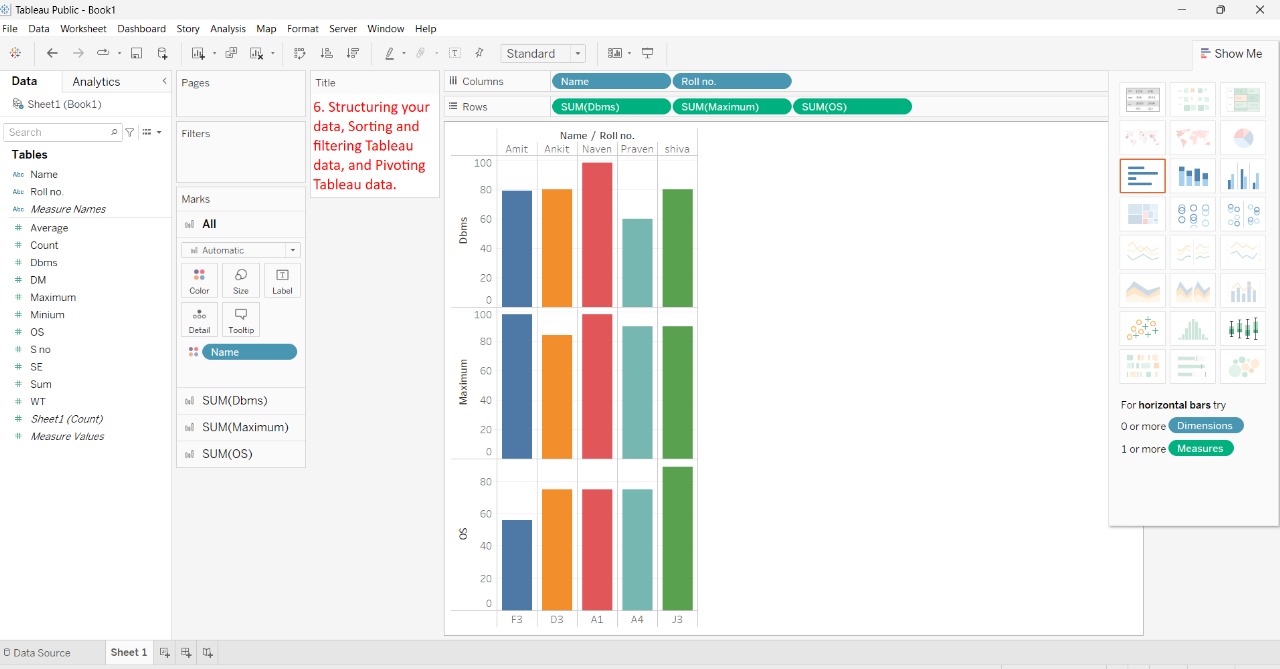 Tableau Public - Book1
File Data Worksheet Dashboard Story Analysis Map Format Server Window Help
Standard
Show Me
Data Analytics
Sheet1 (Book1)
Search
Tables
Abc Name
Abc Roll no.
Abc Measure Names
# Average
# Count
# Dbms
# DM
# Maximum
# Minium
# OS
# S no
# SE
# Sum
# WT
# Sheet1 (Count)
# Measure Values
Pages
Filters
Marks
All
Automatic
Color Size Label
Detail Tooltip
Name
SUM(Dbms)
SUM(Maximum)
SUM(OS)
Title
6. Structuring your
data, Sorting and
filtering Tableau
data, and Pivoting
Tableau data.
Columns Name Roll no.
Rows SUM(Dbms) SUM(Maximum) SUM(OS)
Name / Roll no.
Amit Ankit Naven Praven shiva
100
80
60
40
20
0
Dbms
100
80
60
40
20
0
Maximum
80
60
40
20
0
OS
F3 D3 A1 A4 J3
For horizontal bars try
0 or more Dimensions
1 or more Measures
Data Source Sheet 1